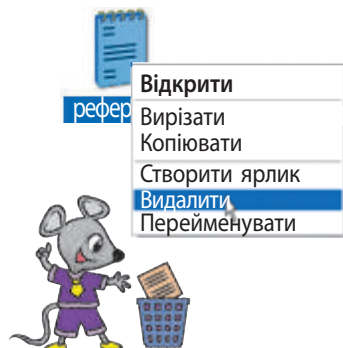 рефер
Відкрити
Вирізати
Копіювати
Створити ярлик
Видалити
Перейменувати